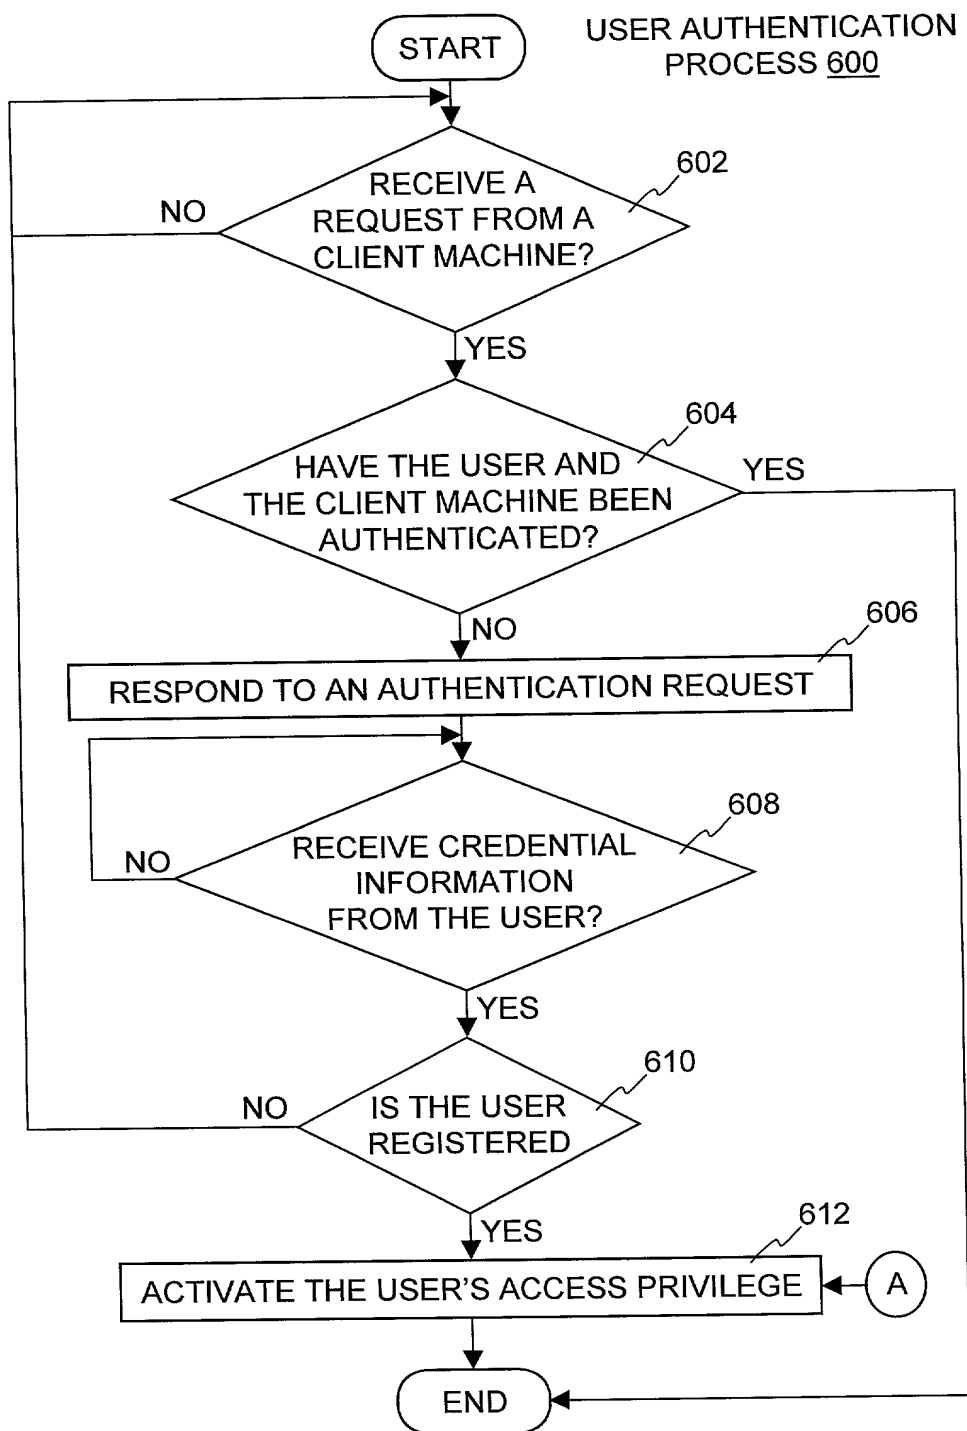 START
USER AUTHENTICATION
PROCESS 600
602
RECEIVE A
REQUEST FROM A
CLIENT MACHINE?
NO
YES
604
HAVE THE USER AND
THE CLIENT MACHINE BEEN
AUTHENTICATED?
YES
NO
606
RESPOND TO AN AUTHENTICATION REQUEST
608
RECEIVE CREDENTIAL
INFORMATION
FROM THE USER?
NO
YES
610
IS THE USER
REGISTERED
NO
YES
612
ACTIVATE THE USER'S ACCESS PRIVILEGE
A
END